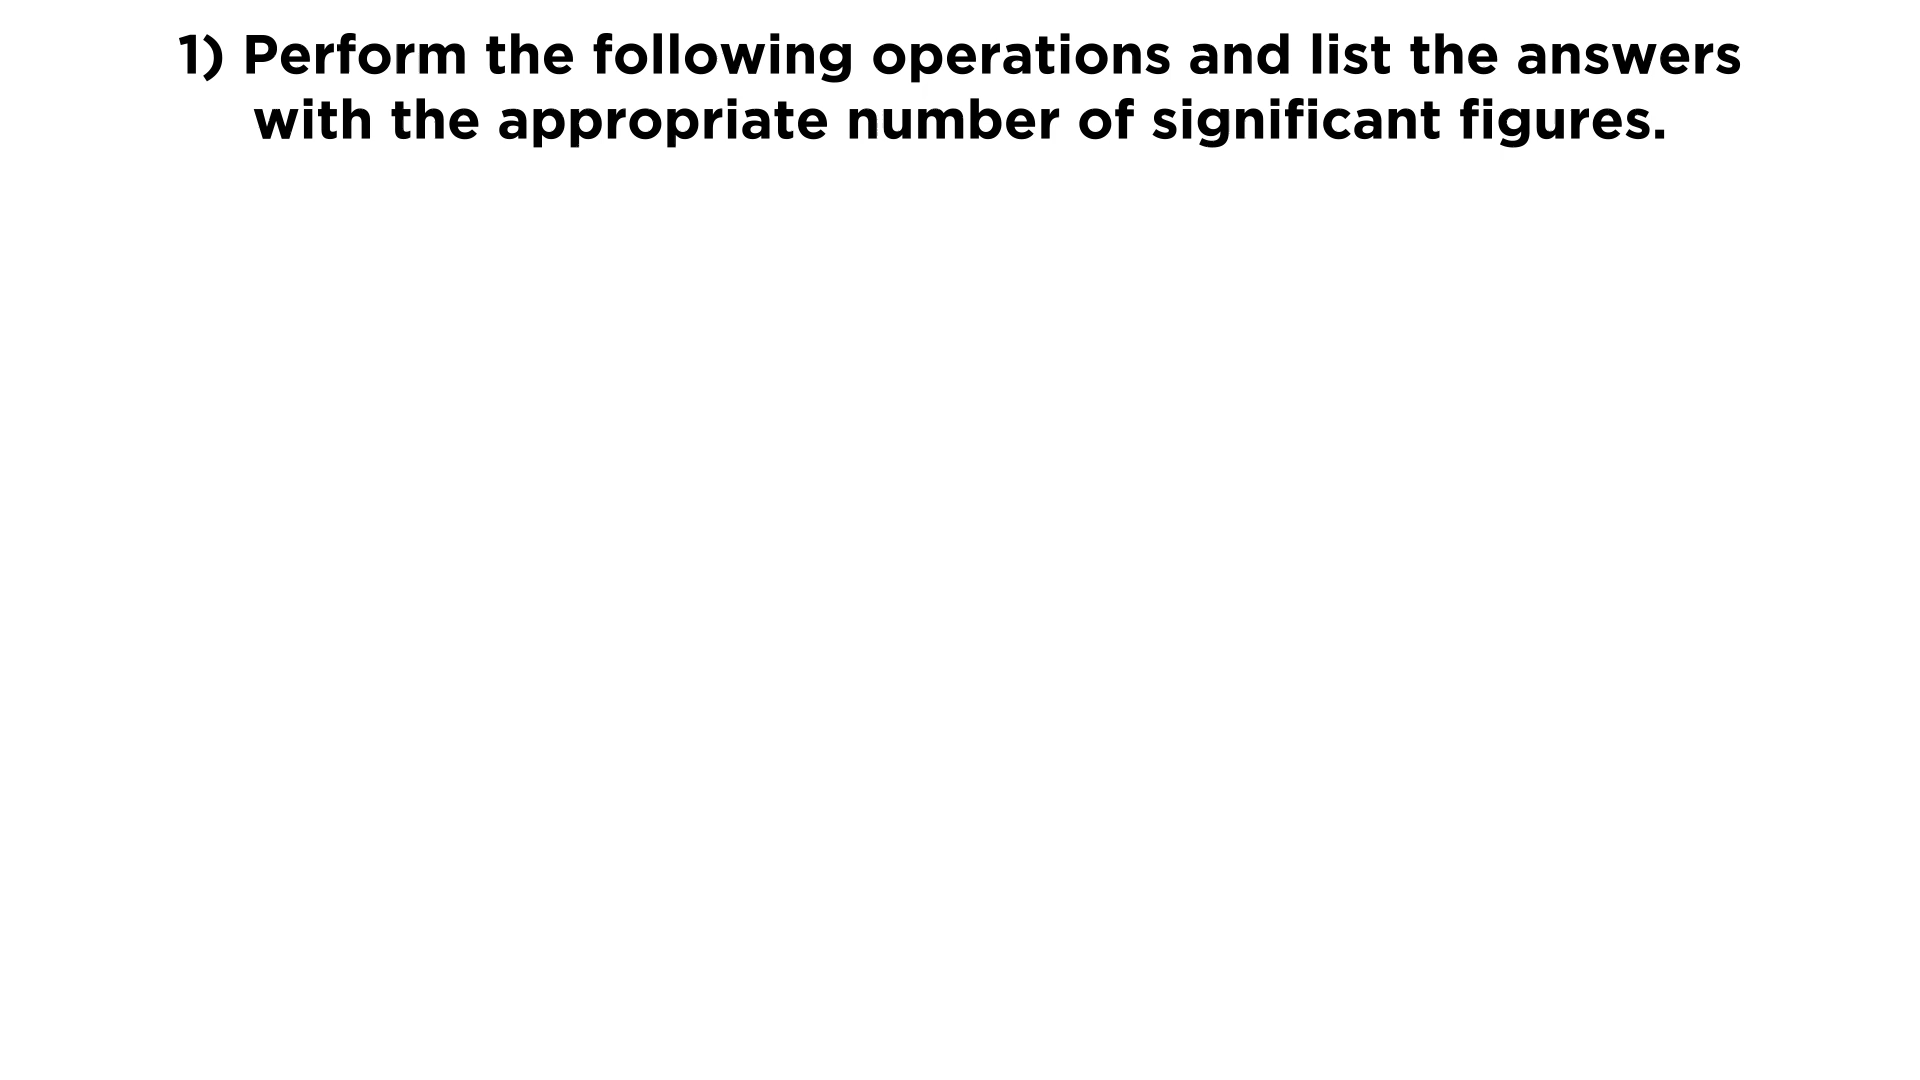 1) Perform the following operations and list the answers
with the appropriate number of significant figures.